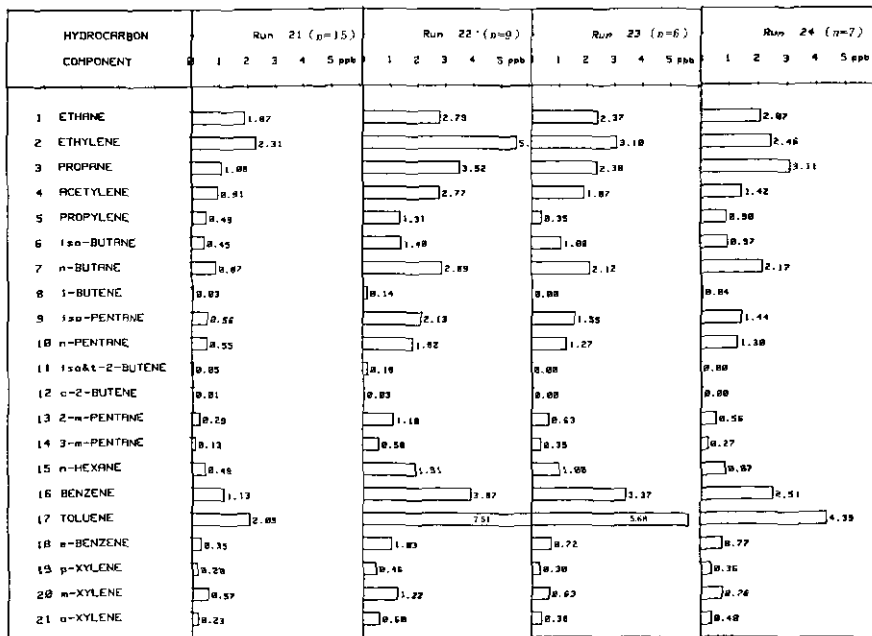 HYDROCARBON Run 21 (n=15) Run 22 (n=9) Run 23 (n=6) Run 24 (n=7)
COMPONENT 0 1 2 3 4 5 ppb 1 2 3 4 5 ppb 1 2 3 4 5 ppb 1 2 3 4 5 ppb
1 ETHANE 1.87 2.79 2.37 2.07
2 ETHYLENE 2.31 5. 3.10 2.46
3 PROPANE 1.08 3.52 2.38 3.11
4 ACETYLENE 0.91 2.77 1.87 1.42
5 PROPYLENE 0.49 1.31 0.35 0.90
6 iso-BUTANE 0.45 1.40 1.08 0.97
7 n-BUTANE 0.87 2.89 2.12 2.17
8 1-BUTENE 0.03 0.14 0.00 0.04
9 iso-PENTANE 0.56 2.13 1.55 1.44
10 n-PENTANE 0.55 1.82 1.27 1.30
11 iso&t-2-BUTENE 0.05 0.18 0.00 0.00
12 c-2-BUTENE 0.01 0.03 0.00 0.00
13 2-m-PENTANE 0.29 1.10 0.63 0.56
14 3-m-PENTANE 0.13 0.58 0.35 0.27
15 n-HEXANE 0.48 1.91 1.00 0.87
16 BENZENE 1.13 3.87 3.37 2.51
17 TOLUENE 2.09 7.51 5.68 4.39
18 e-BENZENE 0.35 1.03 0.72 0.77
19 p-XYLENE 0.20 0.46 0.30 0.36
20 m-XYLENE 0.57 1.22 0.63 0.76
21 o-XYLENE 0.23 0.60 0.38 0.48